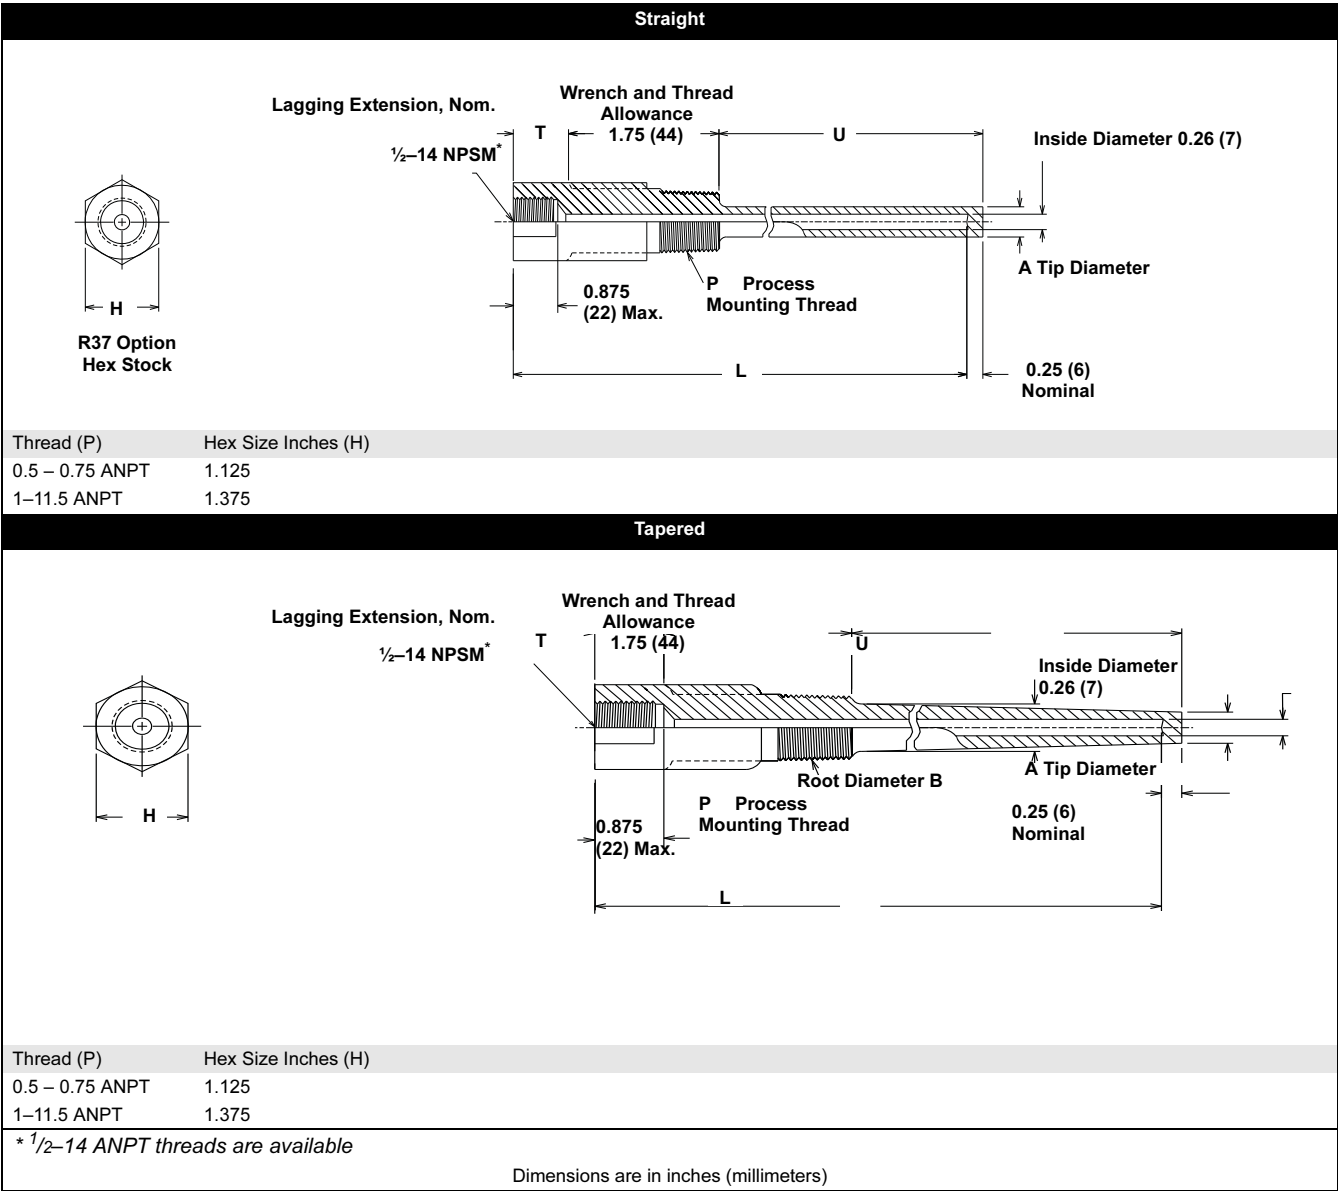 Straight
Lagging Extension, Nom.
Wrench and Thread
Allowance
1.75 (44)
T
U
½–14 NPSM*
Inside Diameter 0.26 (7)
A Tip Diameter
H
R37 Option
Hex Stock
0.875
(22) Max.
P Process
Mounting Thread
L
0.25 (6)
Nominal
Thread (P) Hex Size Inches (H)
0.5 – 0.75 ANPT 1.125
1–11.5 ANPT 1.375
Tapered
Lagging Extension, Nom.
Wrench and Thread
Allowance
1.75 (44)
T
U
½–14 NPSM*
Inside Diameter
0.26 (7)
A Tip Diameter
Root Diameter B
H
P Process
Mounting Thread
0.875
(22) Max.
0.25 (6)
Nominal
L
Thread (P) Hex Size Inches (H)
0.5 – 0.75 ANPT 1.125
1–11.5 ANPT 1.375
* 1/2–14 ANPT threads are available
Dimensions are in inches (millimeters)